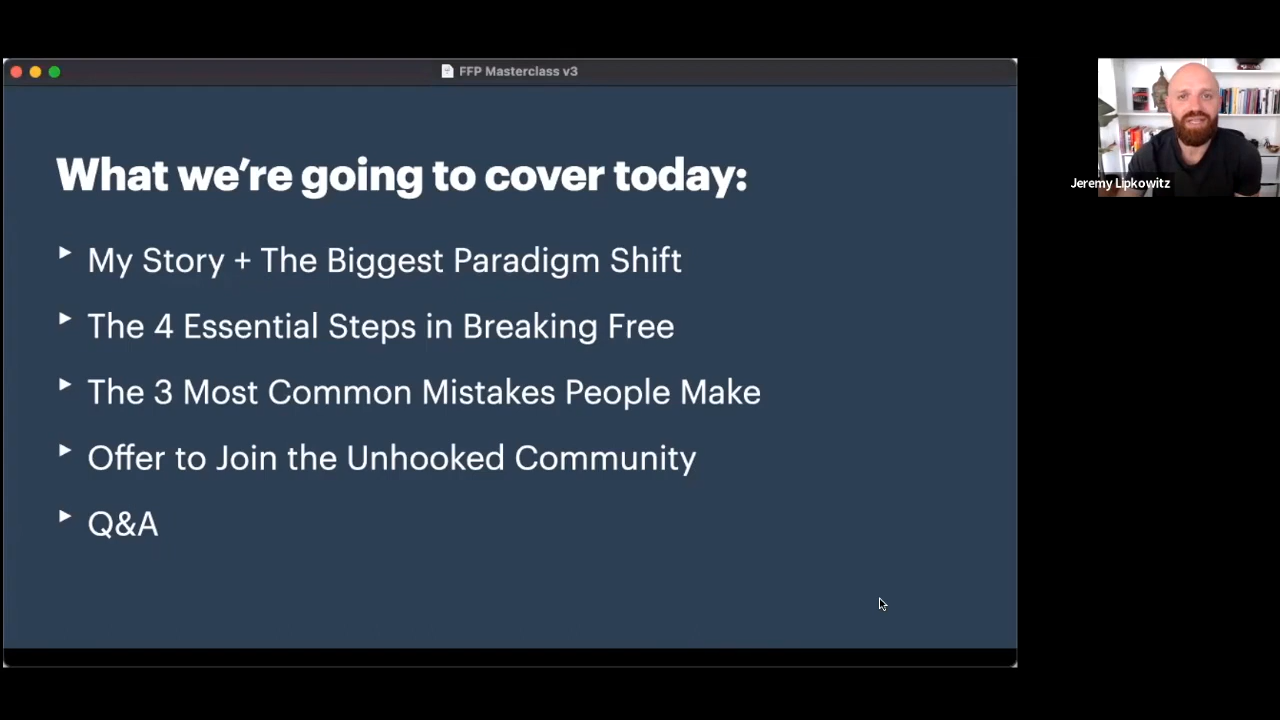 FFP Masterclass v3
What we're going to cover today:
My Story + The Biggest Paradigm Shift
The 4 Essential Steps in Breaking Free
The 3 Most Common Mistakes People Make
Offer to Join the Unhooked Community
Q&A
Jeremy Lipkowitz